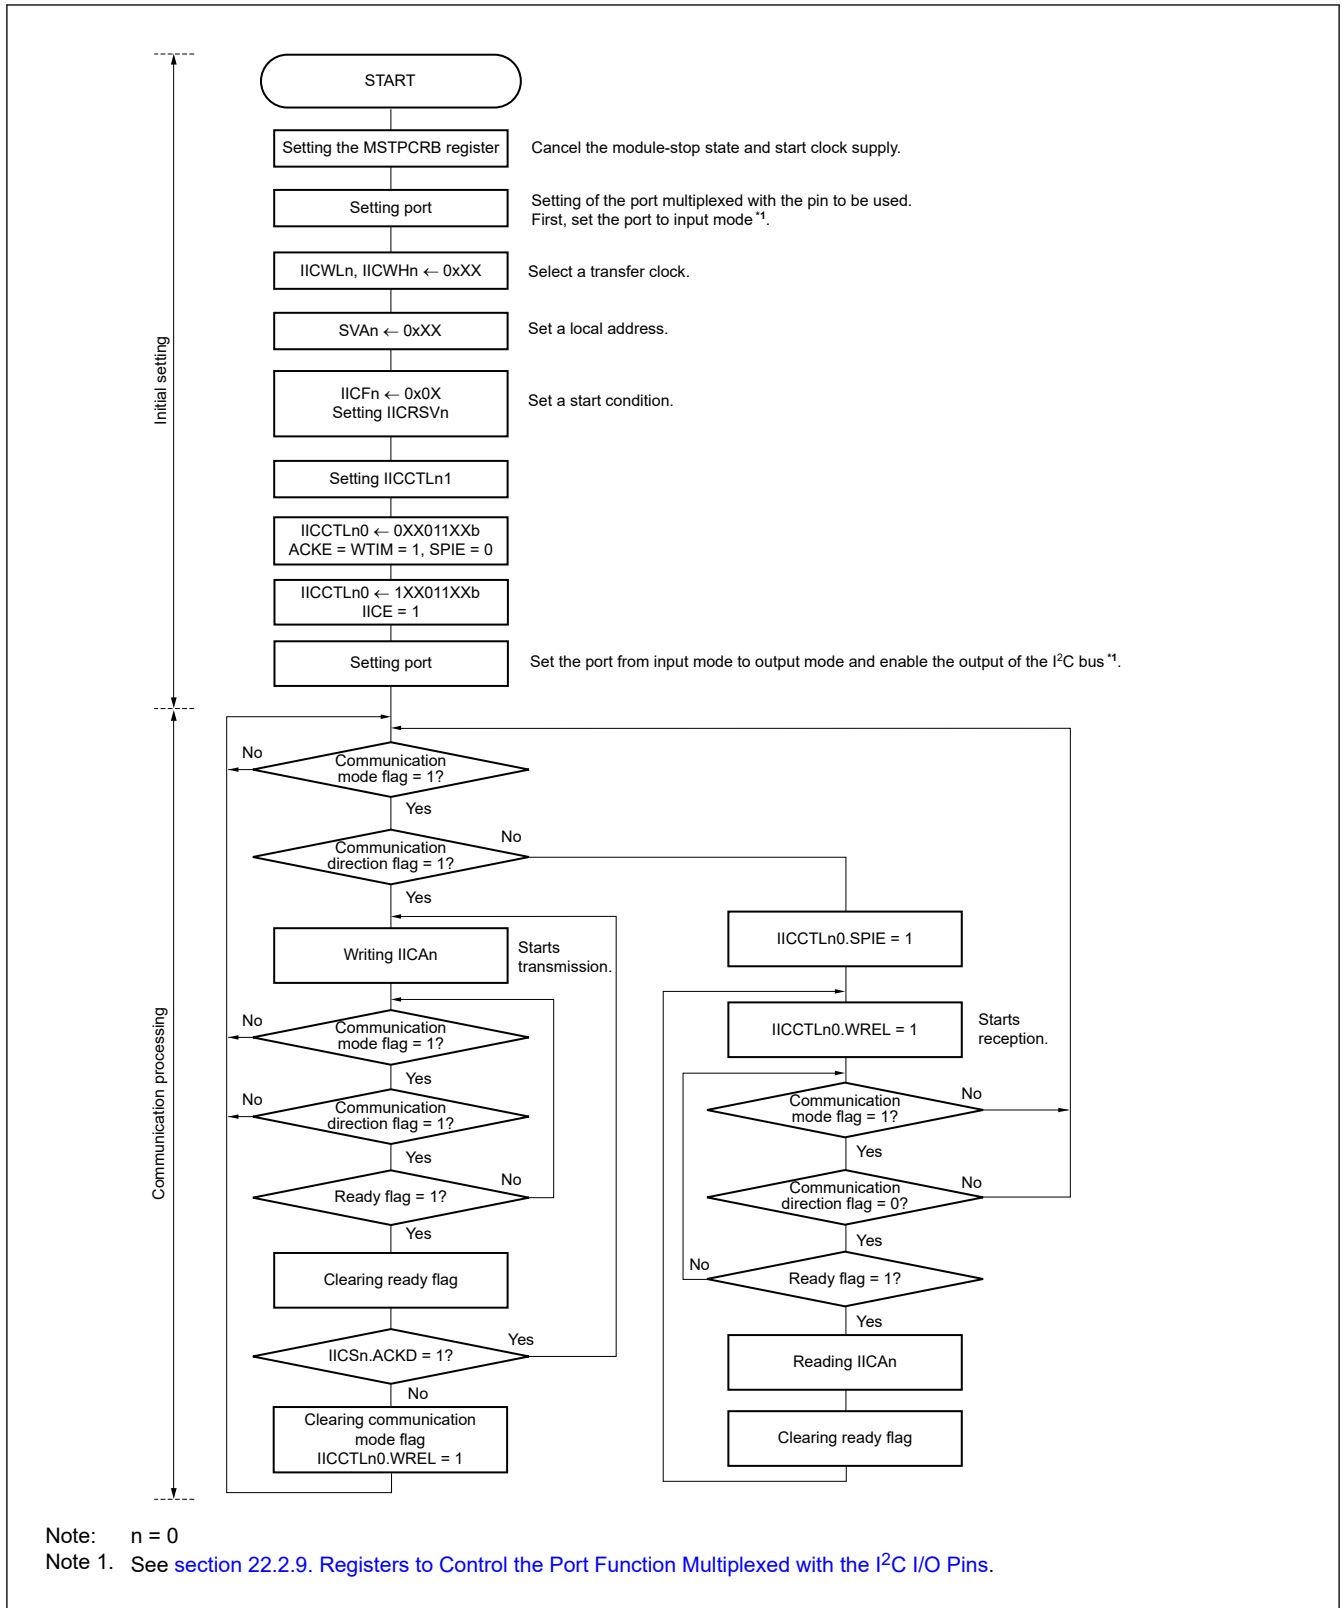 START
Setting the MSTPCRB register
Cancel the module-stop state and start clock supply.
Setting port
Setting of the port multiplexed with the pin to be used.
First, set the port to input mode *1.
IICWLn, IICWHn ← 0xXX
Select a transfer clock.
SVAn ← 0xXX
Set a local address.
Initial setting
IICFn ← 0x0X
Setting IICRSVn
Set a start condition.
Setting IICCTLn1
IICCTLn0 ← 0XX011XXb
ACKE = WTIM = 1, SPIE = 0
IICCTLn0 ← 1XX011XXb
IICE = 1
Setting port
Set the port from input mode to output mode and enable the output of the I2C bus *1.
Communication processing
No
Communication
mode flag = 1?
Yes
Communication
direction flag = 1?
No
Yes
Writing IICAn
Starts
transmission.
No
Communication
mode flag = 1?
Yes
No
Communication
direction flag = 1?
Yes
Ready flag = 1?
No
Yes
Clearing ready flag
IICSn.ACKD = 1?
Yes
No
Clearing communication
mode flag
IICCTLn0.WREL = 1
IICCTLn0.SPIE = 1
IICCTLn0.WREL = 1
Starts
reception.
Communication
mode flag = 1?
No
Yes
Communication
direction flag = 0?
No
Yes
No
Ready flag = 1?
Yes
Reading IICAn
Clearing ready flag
Note: n = 0
Note 1. See section 22.2.9. Registers to Control the Port Function Multiplexed with the I2C I/O Pins.